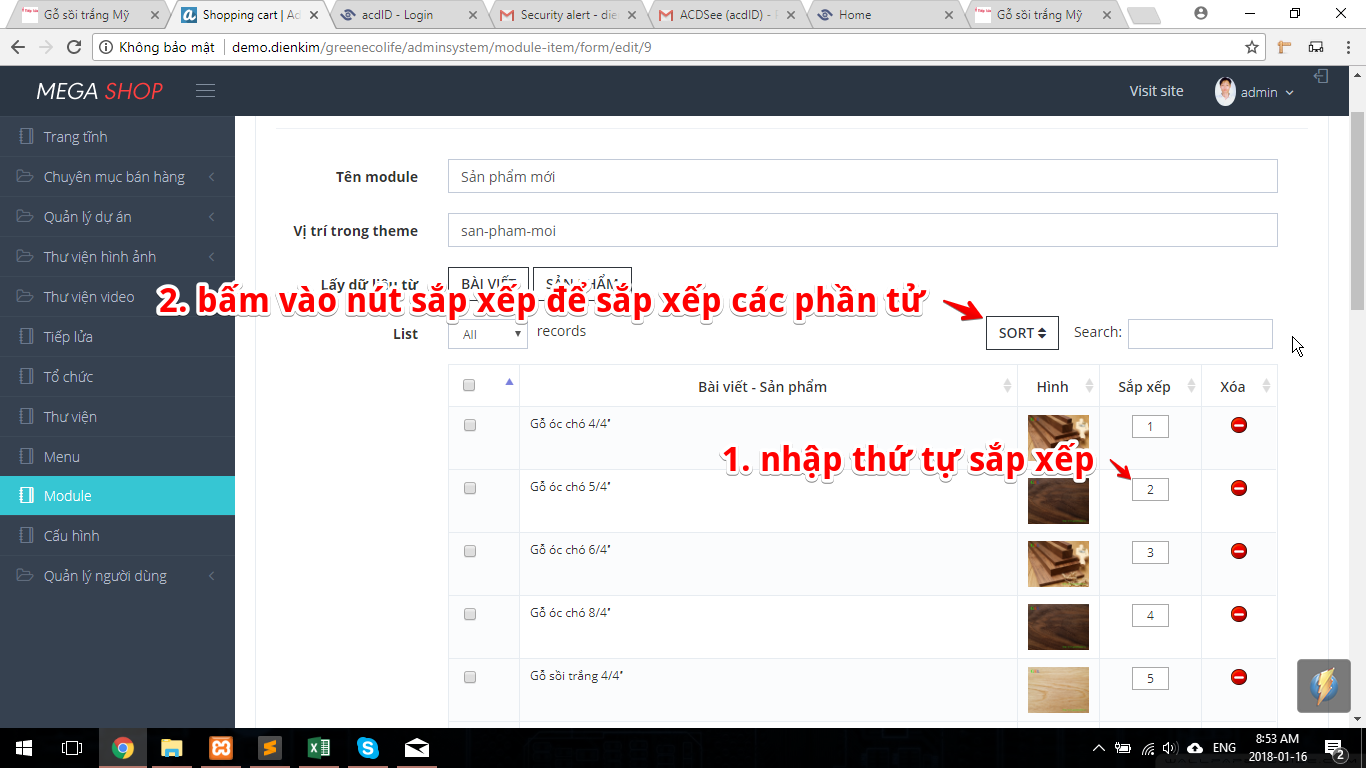 Gỗ sồi trắng Mỹ
Shopping cart | Ad
acdID - Login
Security alert - die
ACDSee (acdID) -
Home
Gỗ sồi trắng Mỹ
Không bảo mật | demo.dienkim/greenecolife/adminsystem/module-item/form/edit/9
MEGA SHOP
Visit site
admin
Trang tĩnh
Chuyên mục bán hàng
Quản lý dự án
Thư viện hình ảnh
Thư viện video
Tiếp lửa
Tổ chức
Thư viện
Menu
Module
Cấu hình
Quản lý người dùng
Tên module
Sản phẩm mới
Vị trí trong theme
san-pham-moi
Lấy dữ liệu từ
BÀI VIẾT
SẢN PHẨM
2. bấm vào nút sắp xếp để sắp xếp các phần tử
List
All
records
SORT
Search:
Bài viết - Sản phẩm
Hình
Sắp xếp
Xóa
Gỗ óc chó 4/4"
1
1. nhập thứ tự sắp xếp
Gỗ óc chó 5/4"
2
Gỗ óc chó 6/4"
3
Gỗ óc chó 8/4"
4
Gỗ sồi trắng 4/4"
5
ENG
8:53 AM
2018-01-16
2